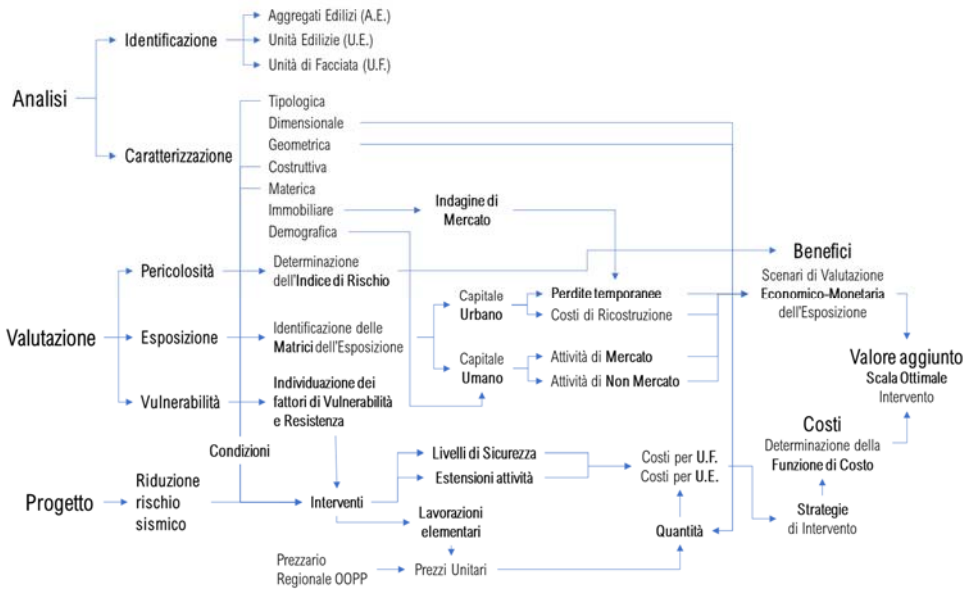 Analisi
Identificazione
Aggregati Edilizi (A.E.)
Unità Edilizie (U.E.)
Unità di Facciata (U.F.)
Caratterizzazione
Tipologica
Dimensionale
Geometrica
Costruttiva
Materica
Immobiliare
Demografica
Indagine di
Mercato
Valutazione
Pericolosità
Determinazione
dell'Indice di Rischio
Esposizione
Identificazione delle
Matrici dell'Esposizione
Vulnerabilità
Individuazione dei
fattori di Vulnerabilità
e Resistenza
Capitale
Urbano
Perdite temporanee
Costi di Ricostruzione
Capitale
Umano
Attività di Mercato
Attività di Non Mercato
Benefici
Scenari di Valutazione
Economico-Monetaria
dell'Esposizione
Valore aggiunto
Scala Ottimale
Intervento
Costi
Determinazione della
Funzione di Costo
Strategie
di Intervento
Condizioni
Progetto
Riduzione
rischio
sismico
Interventi
Livelli di Sicurezza
Estensioni attività
Lavorazioni
elementari
Prezzario
Regionale OOPP
Prezzi Unitari
Costi per U.F.
Costi per U.E.
Quantità